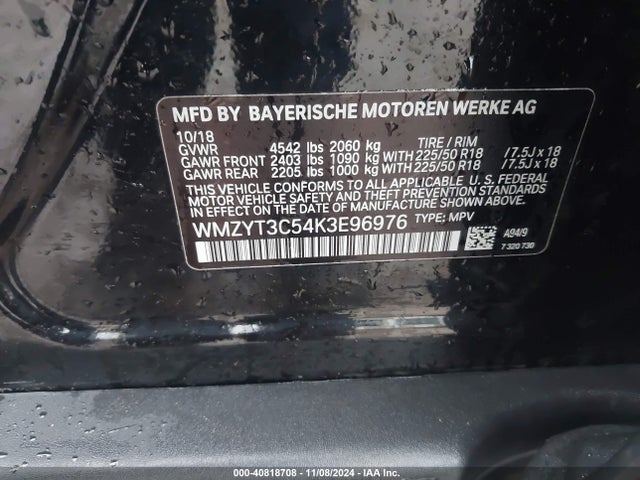 MFD BY BAYERISCHE MOTOREN WERKE AG
10/18
GVWR 4542 lbs 2060 kg TIRE / RIM
GAWR FRONT 2403 lbs 1090 kg WITH 225/50 R18 /7.5J x 18
GAWR REAR 2205 lbs 1000 kg WITH 225/50 R18 /7.5J x 18
THIS VEHICLE CONFORMS TO ALL APPLICABLE U. S. FEDERAL
MOTOR VEHICLE SAFETY AND THEFT PREVENTION STANDARDS
IN EFFECT ON THE DATE OF MANUFACTURE SHOWN ABOVE.
WMZYT3C54K3E96976 TYPE: MPV
A94/9
7 320 730
000-40818708 - 11/08/2024 - IAA Inc.